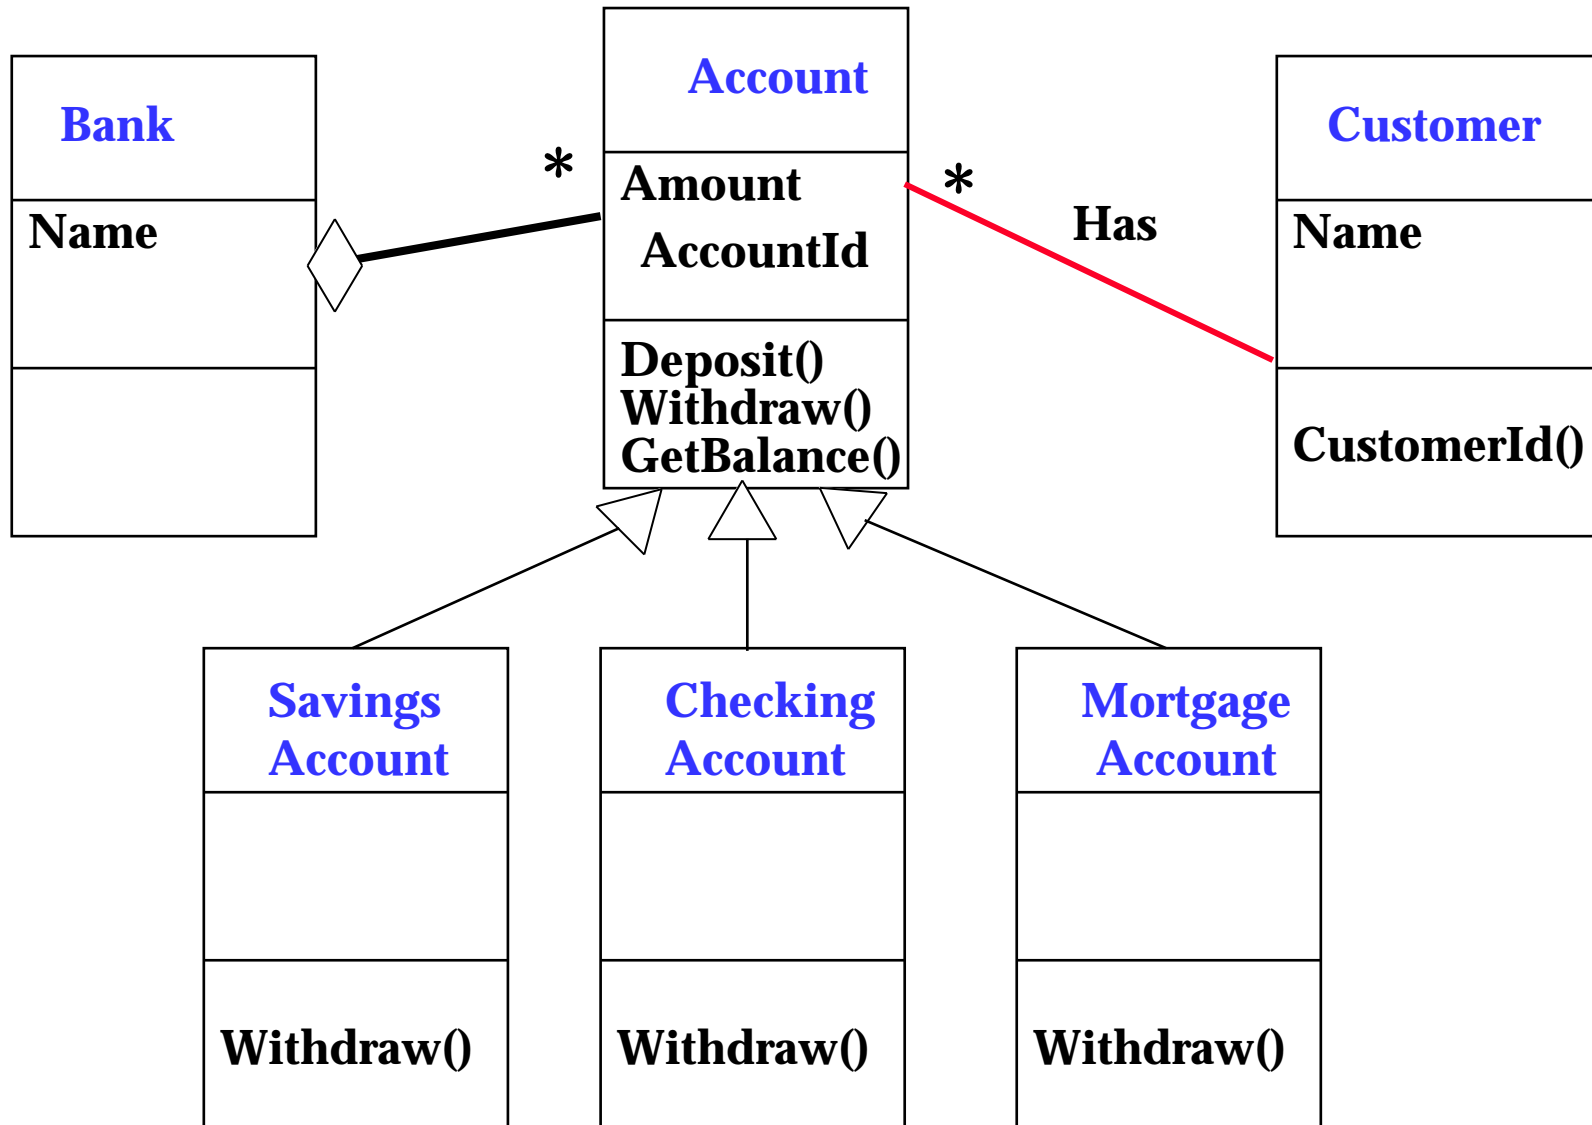 Bank
Name
*
Account
Amount
AccountId
Deposit()
Withdraw()
GetBalance()
*
Has
Customer
Name
CustomerId()
Savings
Account
Withdraw()
Checking
Account
Withdraw()
Mortgage
Account
Withdraw()